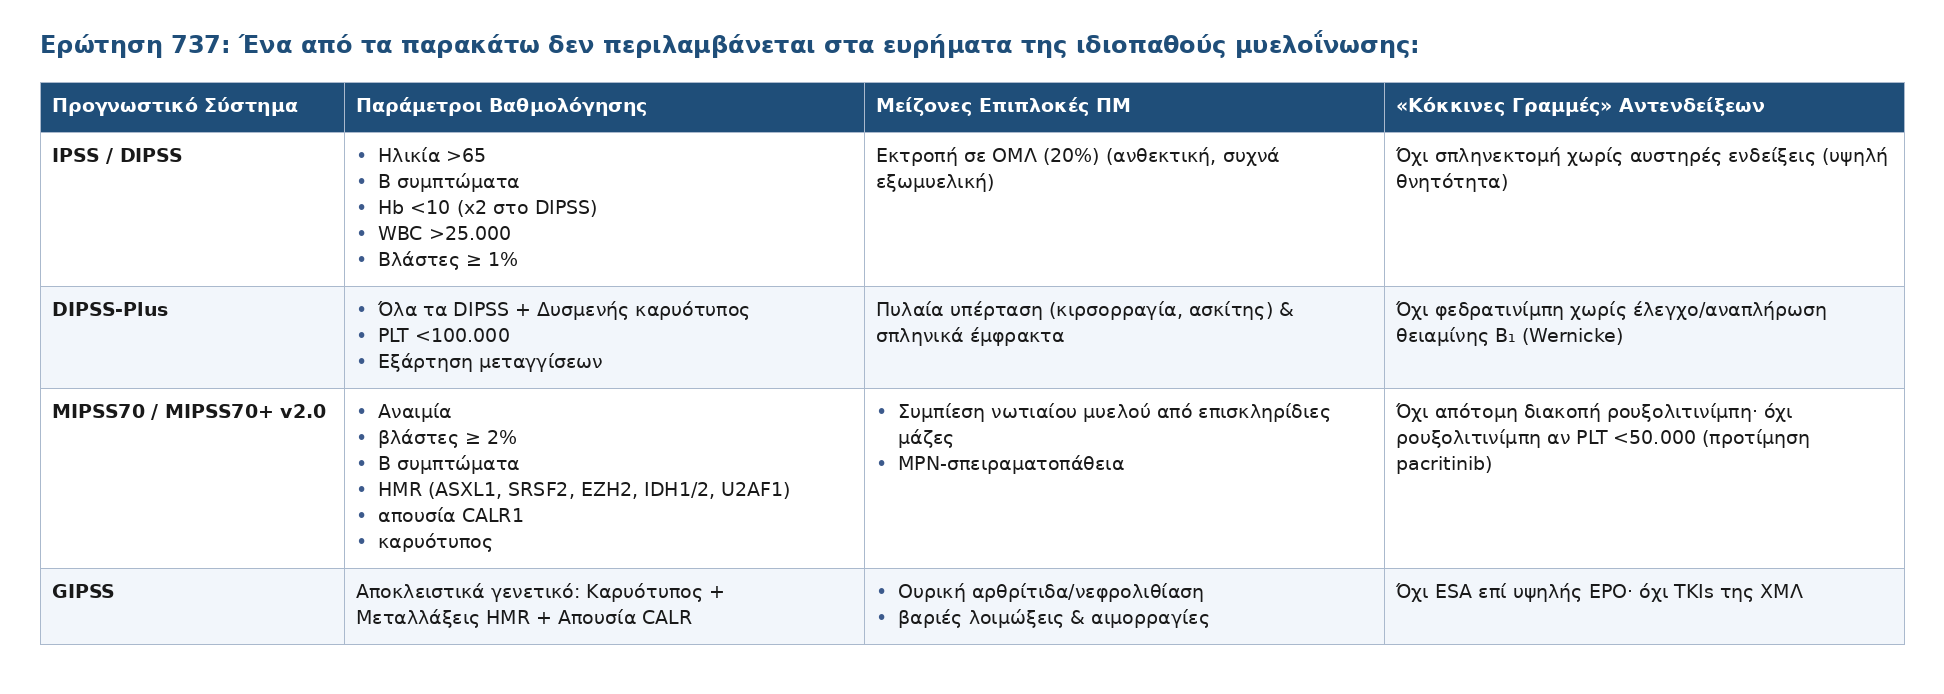 Ερώτηση 737: Ένα από τα παρακάτω δεν περιλαμβάνεται στα ευρήματα της ιδιοπαθούς μυελοΐνωσης:
Προγνωστικό Σύστημα
Παράμετροι Βαθμολόγησης
Μείζονες Επιπλοκές ΠΜ
«Κόκκινες Γραμμές» Αντενδείξεων
IPSS / DIPSS
• Ηλικία >65
• Β συμπτώματα
• Hb <10 (x2 στο DIPSS)
• WBC >25.000
• Βλάστες ≥ 1%
Εκτροπή σε ΟΜΛ (20%) (ανθεκτική, συχνά
εξωμυελική)
Όχι σπληνεκτομή χωρίς αυστηρές ενδείξεις (υψηλή
θνητότητα)
DIPSS-Plus
• Όλα τα DIPSS + Δυσμενής καρυότυπος
• PLT <100.000
• Εξάρτηση μεταγγίσεων
Πυλαία υπέρταση (κιρσορραγία, ασκίτης) &
σπληνικά έμφρακτα
Όχι φεδρατινίμπη χωρίς έλεγχο/αναπλήρωση
θειαμίνης Β₁ (Wernicke)
MIPSS70 / MIPSS70+ v2.0
• Αναιμία
• βλάστες ≥ 2%
• Β συμπτώματα
• HMR (ASXL1, SRSF2, EZH2, IDH1/2, U2AF1)
• απουσία CALR1
• καρυότυπος
• Συμπίεση νωτιαίου μυελού από επισκληρίδιες
μάζες
• MPN-σπειραματοπάθεια
Όχι απότομη διακοπή ρουξολιτινίμπη· όχι
ρουξολιτινίμπη αν PLT <50.000 (προτίμηση
pacritinib)
GIPSS
Αποκλειστικά γενετικό: Καρυότυπος +
Μεταλλάξεις HMR + Απουσία CALR
• Ουρική αρθρίτιδα/νεφρολιθίαση
• βαριές λοιμώξεις & αιμορραγίες
Όχι ESA επί υψηλής EPO· όχι TKIs της ΧΜΛ